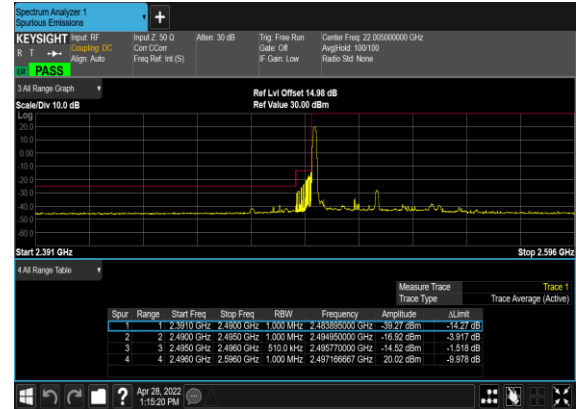 Spectrum Analyzer 1
Spurious Emissions
KEYSIGHT Input: RF Input Z: 50 Ω Atten: 30 dB Trig: Free Run Center Freq: 22.005000000 GHz
R T Coupling: DC Corr CCorr Gate: Off Avg|Hold: 100/100
Align: Auto Freq Ref: Int (S) IF Gain: Low Radio Std: None
PASS
3 All Range Graph
Ref Lvl Offset 14.98 dB
Scale/Div 10.0 dB Ref Value 30.00 dBm
Log
20.0
10.0
0.00
-10.0
-20.0
-30.0
-40.0
-50.0
-60.0
Start 2.391 GHz Stop 2.596 GHz
4 All Range Table
Measure Trace Trace 1
Trace Type Trace Average (Active)
Spur Range Start Freq Stop Freq RBW Frequency Amplitude ΔLimit
1 1 2.3910 GHz 2.4900 GHz 1.000 MHz 2.483895000 GHz -39.27 dBm -14.27 dB
2 2 2.4900 GHz 2.4950 GHz 1.000 MHz 2.494950000 GHz -16.92 dBm -3.917 dB
3 3 2.4950 GHz 2.4960 GHz 510.0 kHz 2.495770000 GHz -14.52 dBm -1.518 dB
4 4 2.4960 GHz 2.5960 GHz 1.000 MHz 2.497166667 GHz 20.02 dBm -9.978 dB
Apr 28, 2022
1:15:20 PM